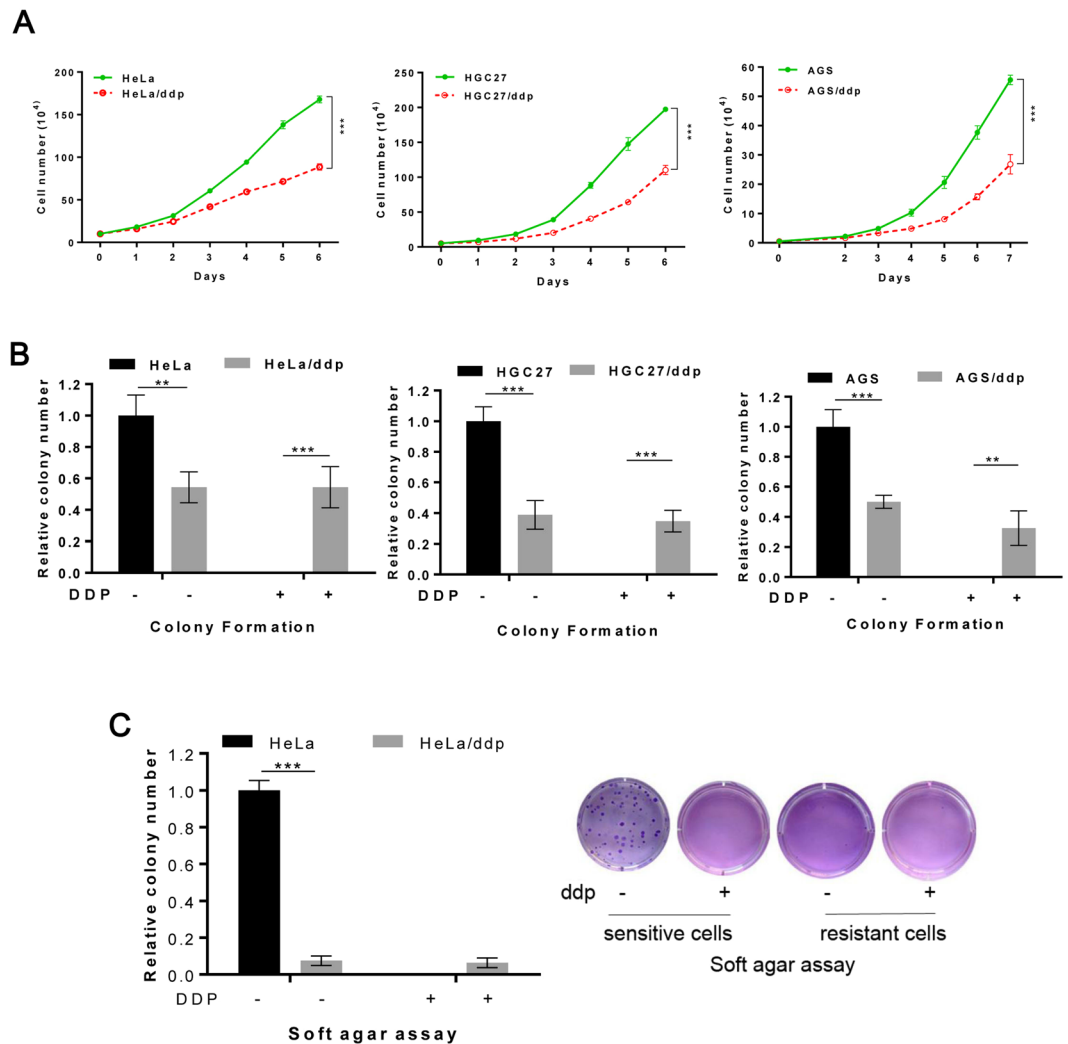 A
HeLa
HeLa/ddp
Cell number (10⁴)
200
150
100
50
0
0 1 2 3 4 5 6
Days
***
HGC27
HGC27/ddp
Cell number (10⁴)
250
200
150
100
50
0
0 1 2 3 4 5 6
Days
***
AGS
AGS/ddp
Cell number (10⁴)
60
50
40
30
20
10
0
0 2 3 4 5 6 7
Days
***
B
HeLa HeLa/ddp
Relative colony number
1.2
1.0
0.8
0.6
0.4
0.2
0.0
**
***
DDP - - + +
Colony Formation
HGC27 HGC27/ddp
Relative colony number
1.2
1.0
0.8
0.6
0.4
0.2
0.0
***
***
DDP - - + +
Colony Formation
AGS AGS/ddp
Relative colony number
1.2
1.0
0.8
0.6
0.4
0.2
0.0
***
**
DDP - - + +
Colony Formation
C
HeLa HeLa/ddp
Relative colony number
1.2
1.0
0.8
0.6
0.4
0.2
0.0
***
DDP - - + +
Soft agar assay
ddp - + - +
sensitive cells resistant cells
Soft agar assay